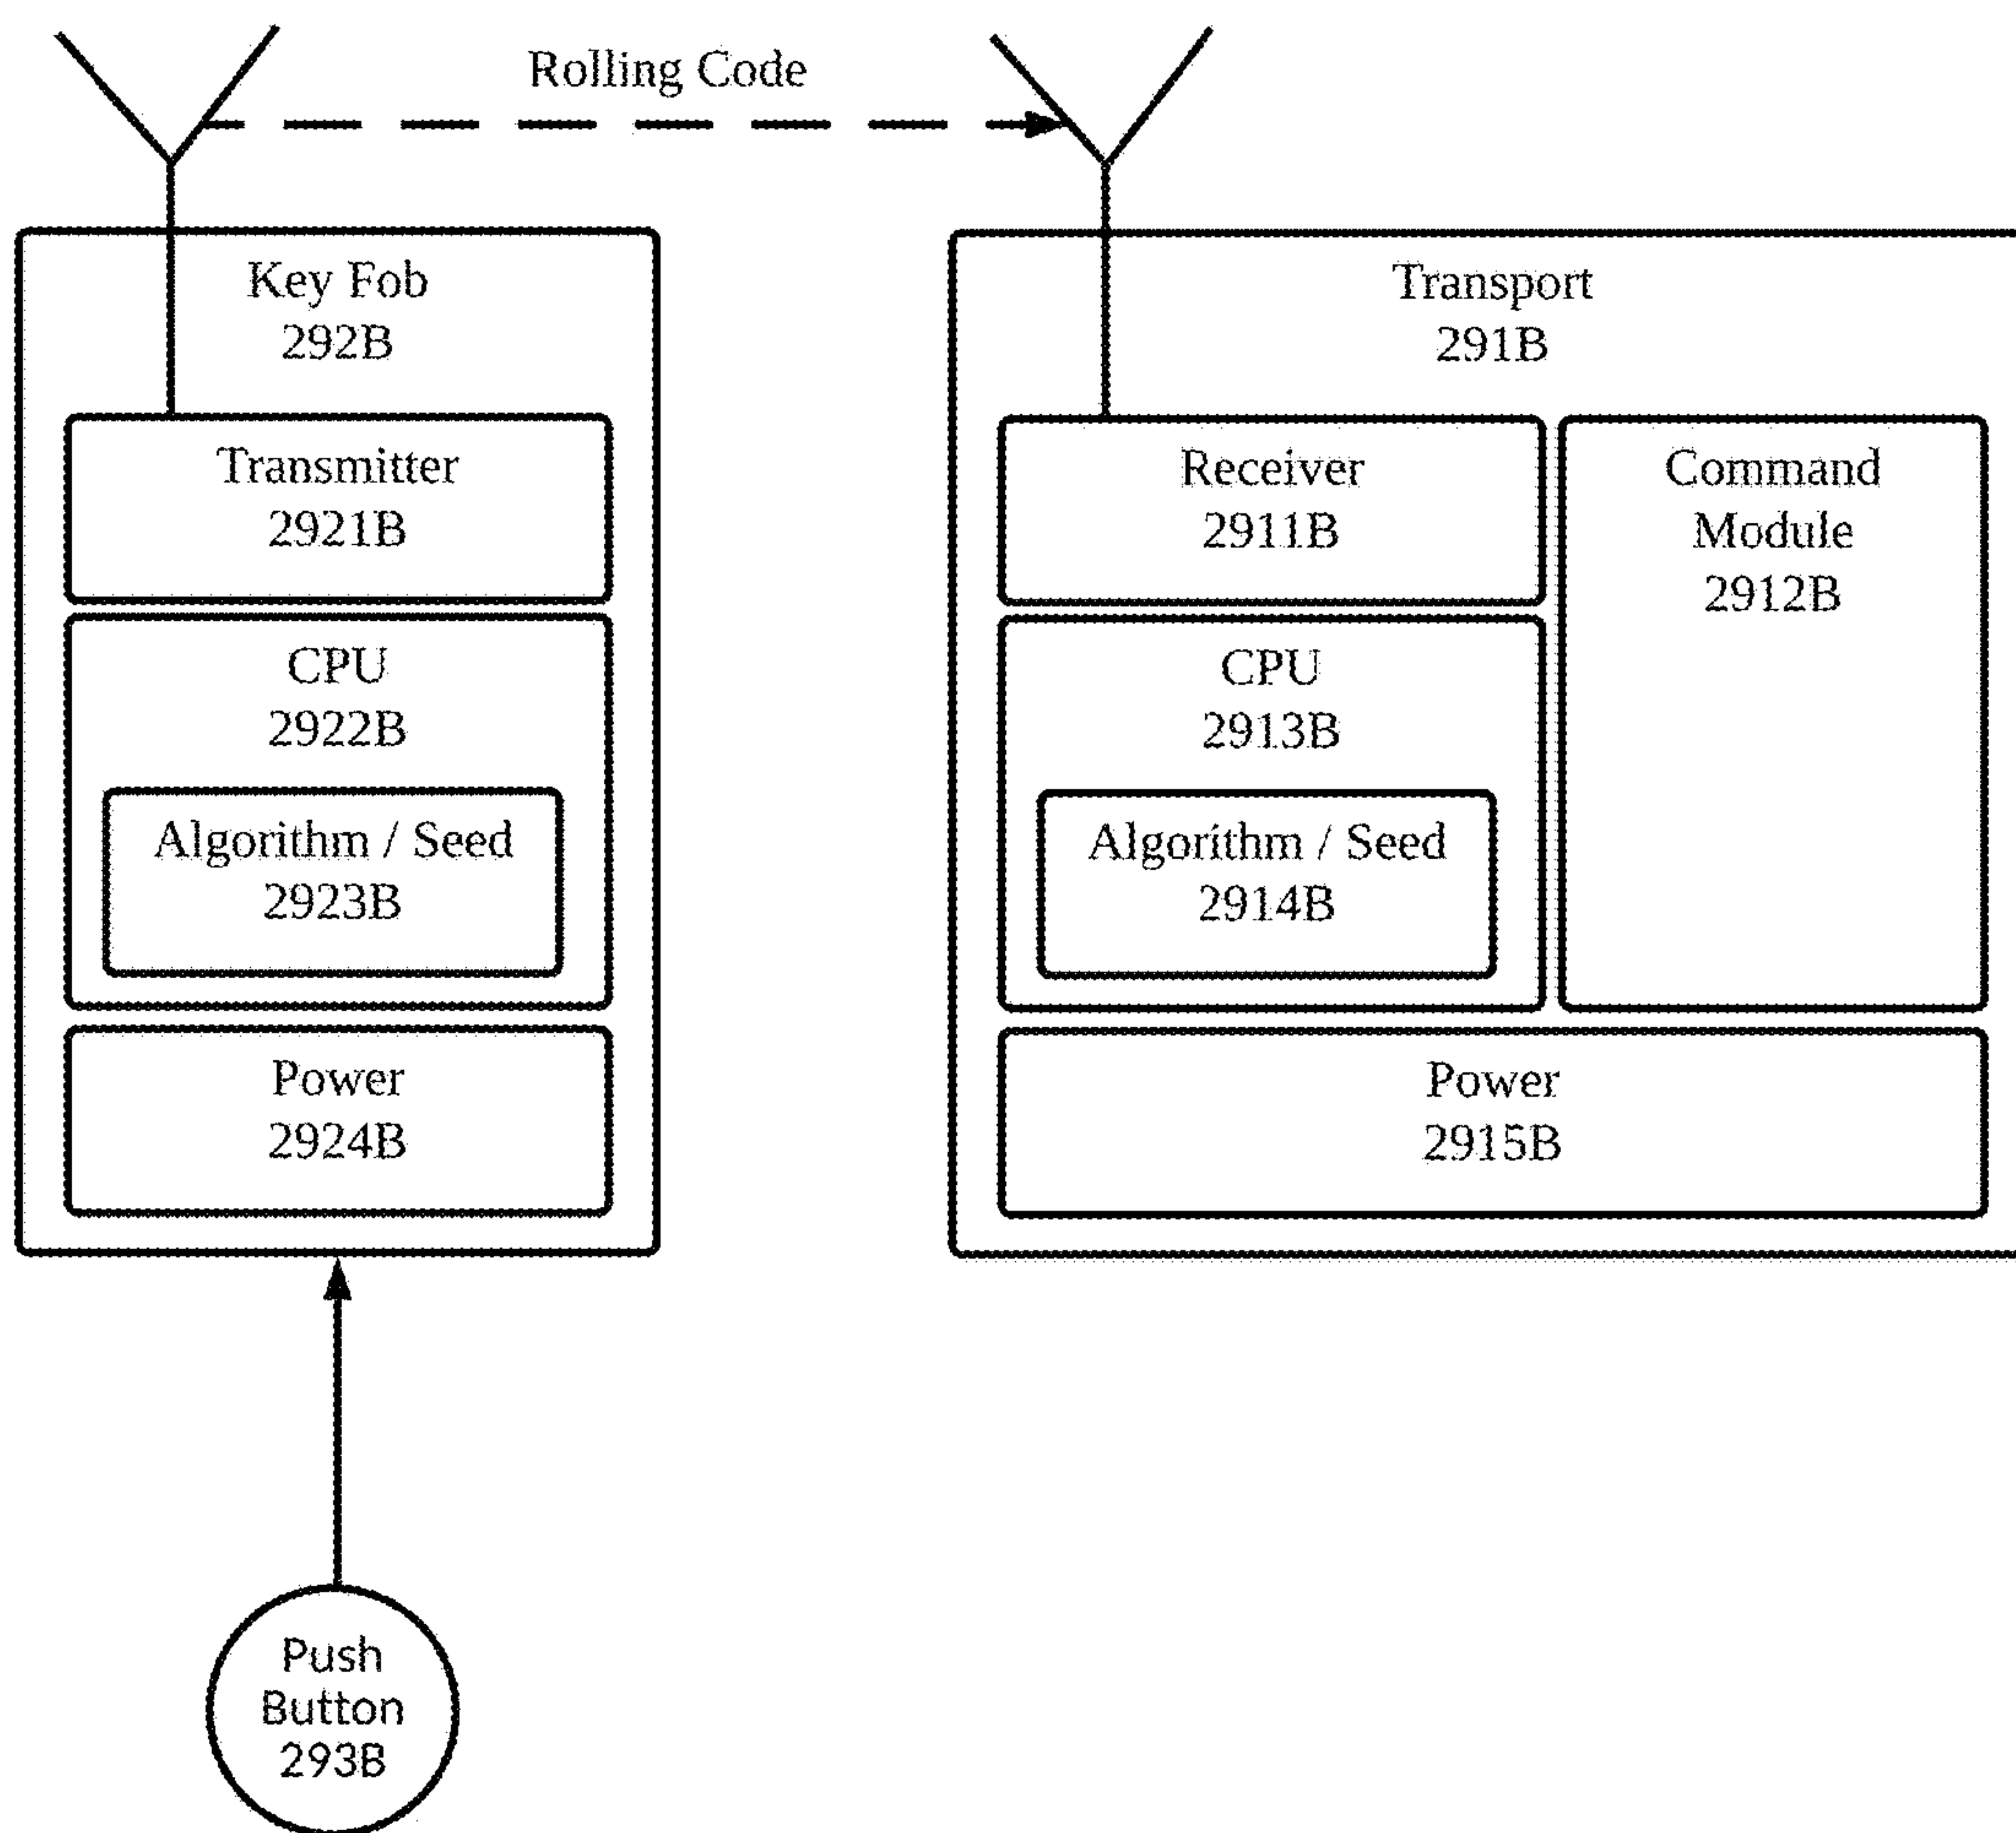 Rolling Code
Key Fob
292B
Transmitter
2921B
CPU
2922B
Algorithm / Seed
2923B
Power
2924B
Transport
291B
Receiver
2911B
Command
Module
2912B
CPU
2913B
Algorithm / Seed
2914B
Power
2915B
Push
Button
293B